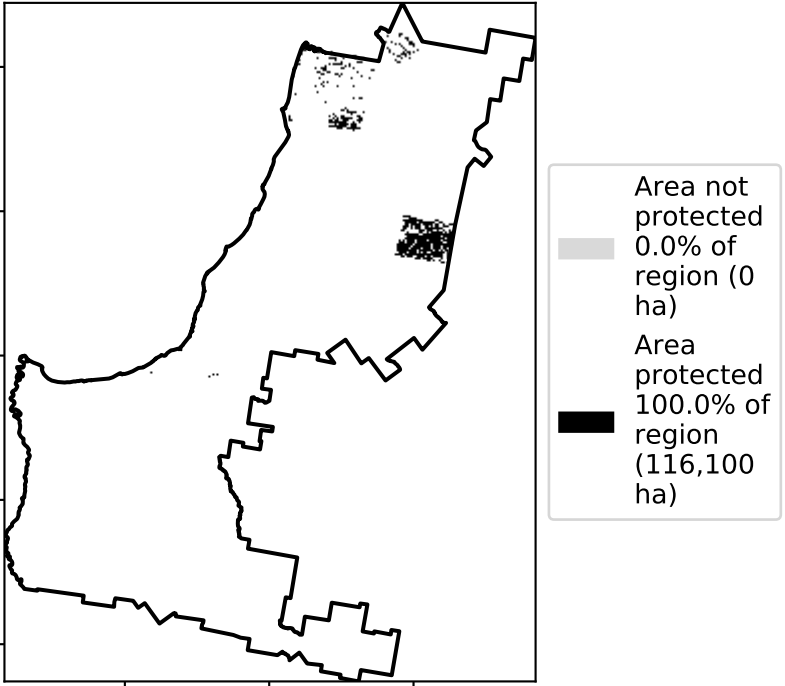 Area not
protected
0.0% of
region (0
ha)
Area
protected
100.0% of
region
(116,100
ha)